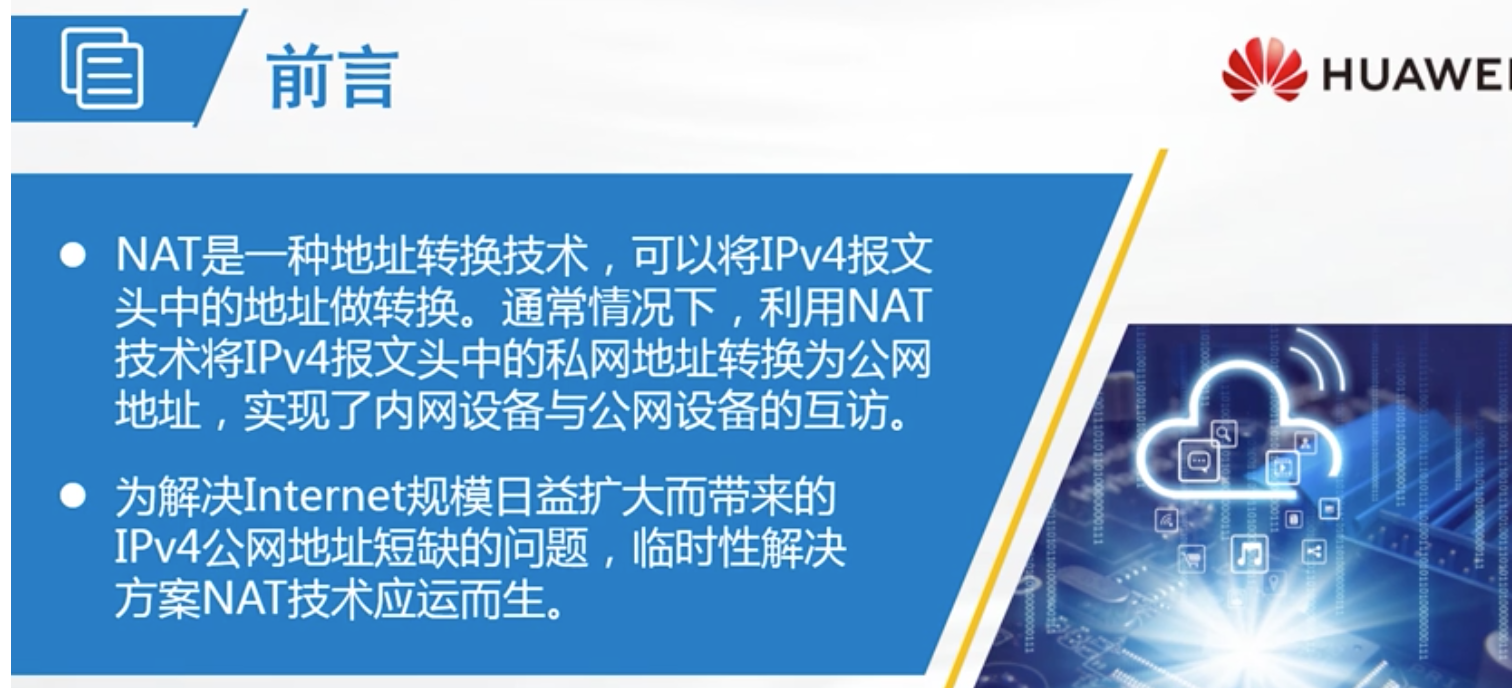 前言
HUAWEI
● NAT是一种地址转换技术，可以将IPv4报文
头中的地址做转换。通常情况下，利用NAT
技术将IPv4报文头中的私网地址转换为公网
地址，实现了内网设备与公网设备的互访。
● 为解决Internet规模日益扩大而带来的
IPv4公网地址短缺的问题，临时性解决
方案NAT技术应运而生。